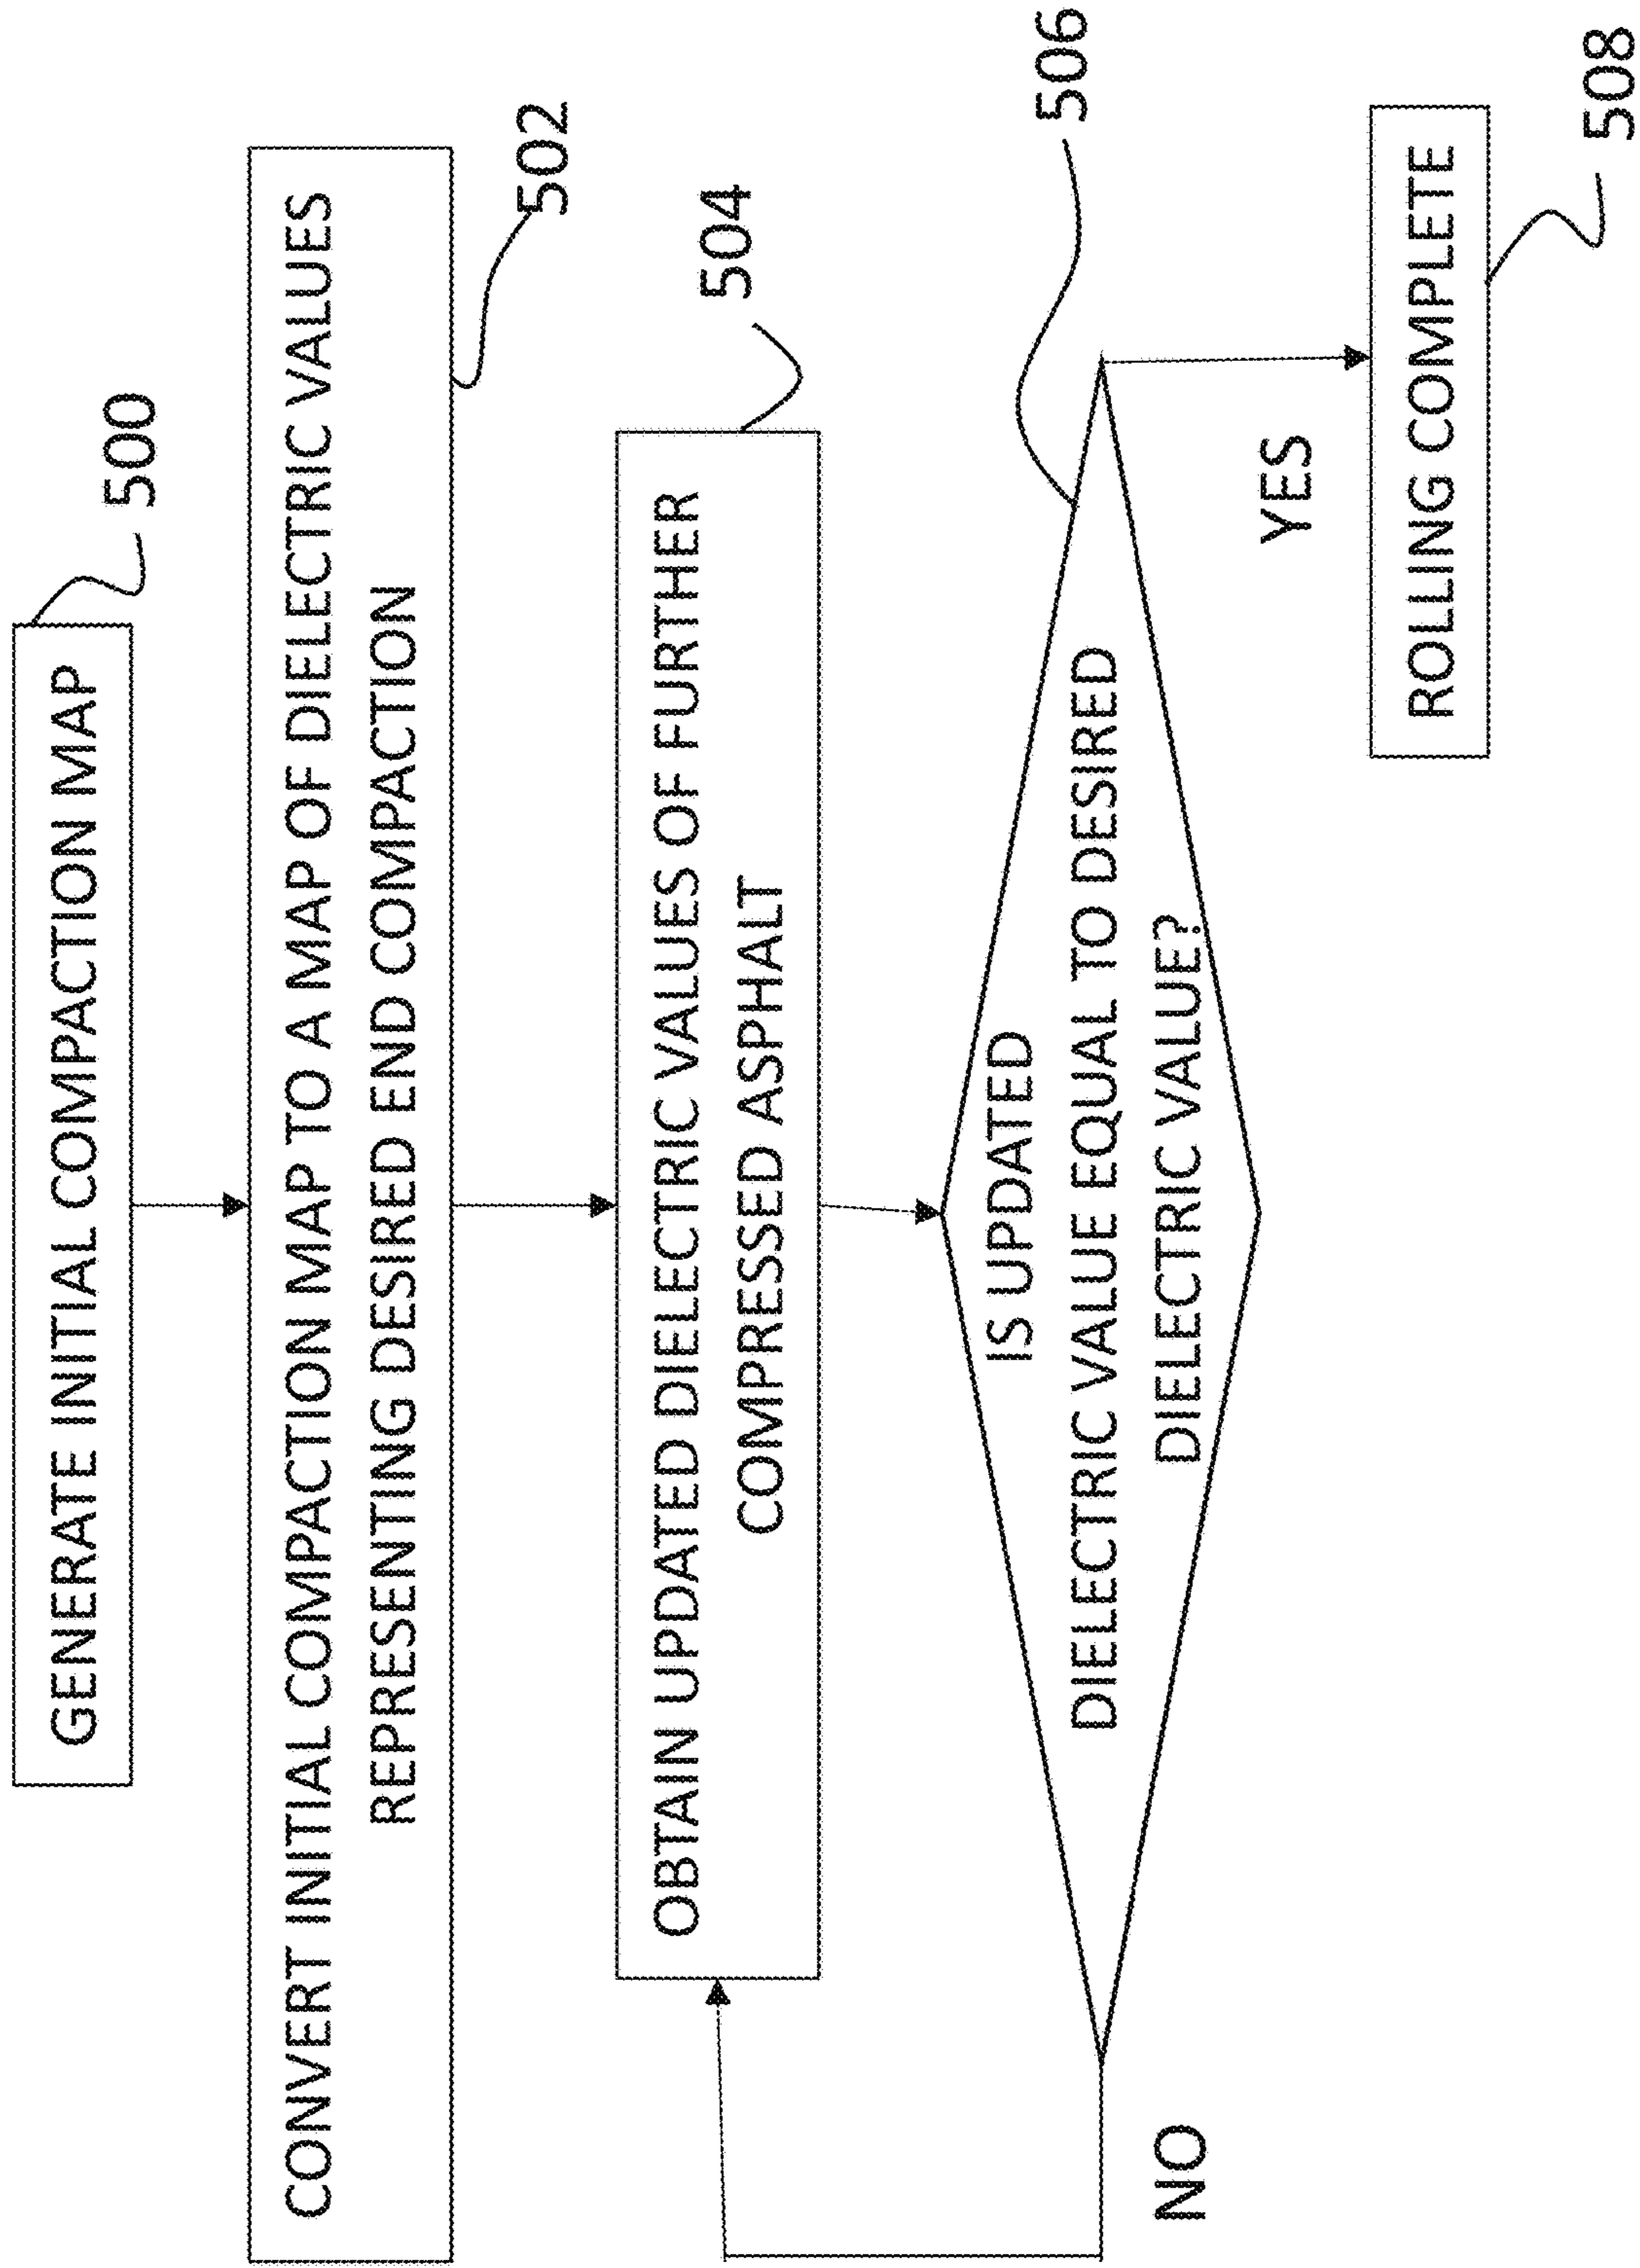 GENERATE INITIAL COMPACTION MAP
500
CONVERT INITIAL COMPACTION MAP TO A MAP OF DIELECTRIC VALUES
REPRESENTING DESIRED END COMPACTION
502
OBTAIN UPDATED DIELECTRIC VALUES OF FURTHER
COMPRESSED ASPHALT
504
IS UPDATED
DIELECTRIC VALUE EQUAL TO DESIRED
DIELECTRIC VALUE?
506
NO
YES
ROLLING COMPLETE
508